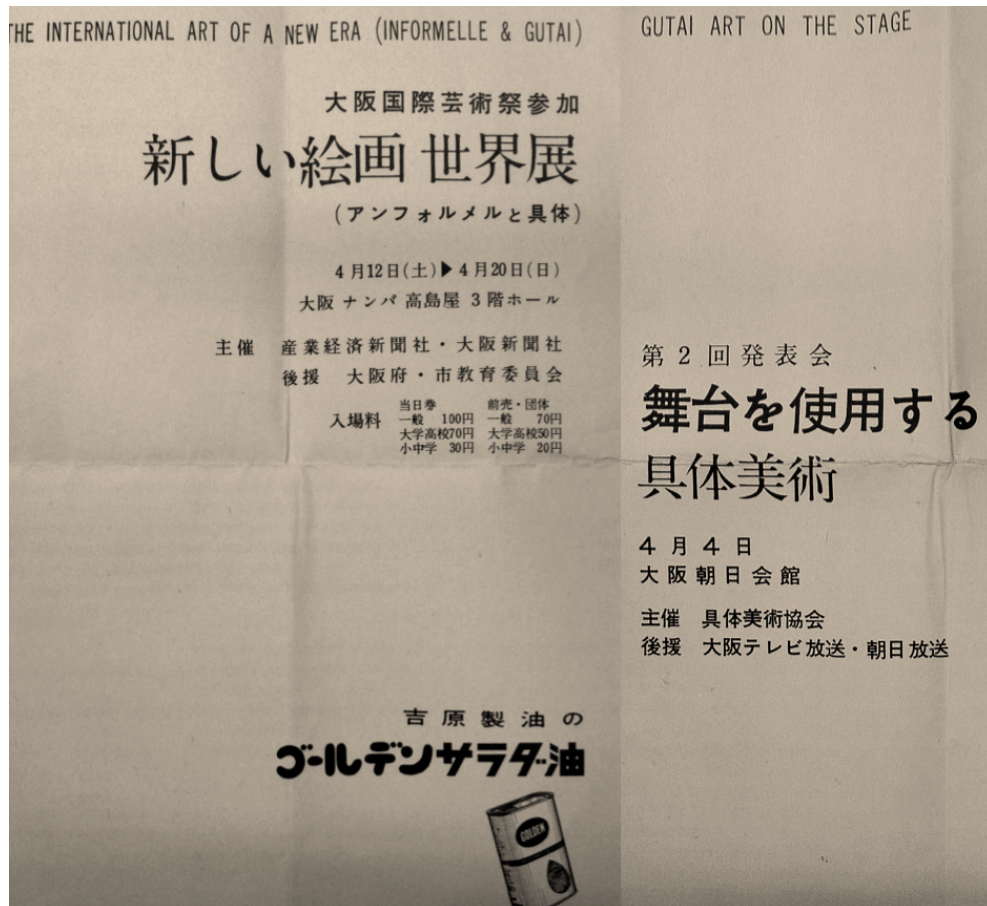 THE INTERNATIONAL ART OF A NEW ERA (INFORMELLE & GUTAI)
大阪国際芸術祭参加
新しい絵画 世界展
(アンフォルメルと具体)
4月12日(土)▶4月20日(日)
大阪 ナンバ 高島屋 3階ホール
主催 産業経済新聞社・大阪新聞社
後援 大阪府・市教育委員会
入場料
当日券 前売・団体
一般 100円 一般 70円
大学高校70円 大学高校50円
小中学 30円 小中学 20円
吉原製油の
ゴールデンサラダ油
GOLDEN
GUTAI ART ON THE STAGE
第2回発表会
舞台を使用する
具体美術
4月4日
大阪朝日会館
主催 具体美術協会
後援 大阪テレビ放送・朝日放送